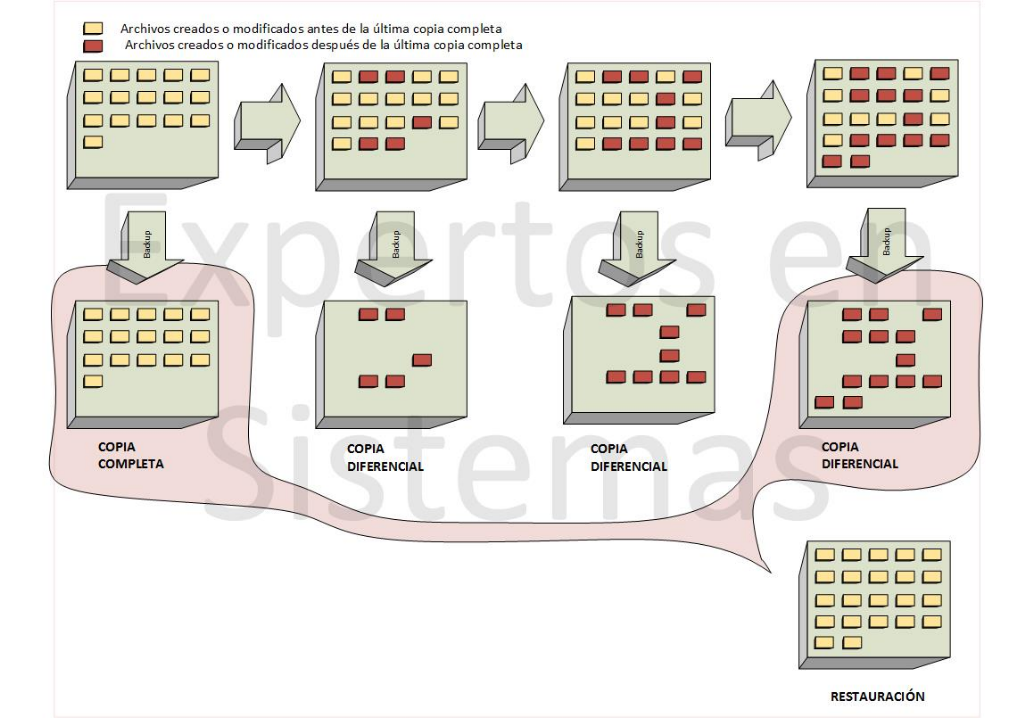 Archivos creados o modificados antes de la última copia completa
Archivos creados o modificados después de la última copia completa
Backup
Backup
Backup
Backup
Expertos en
Sistemas
COPIA
COMPLETA
COPIA
DIFERENCIAL
COPIA
DIFERENCIAL
COPIA
DIFERENCIAL
RESTAURACIÓN